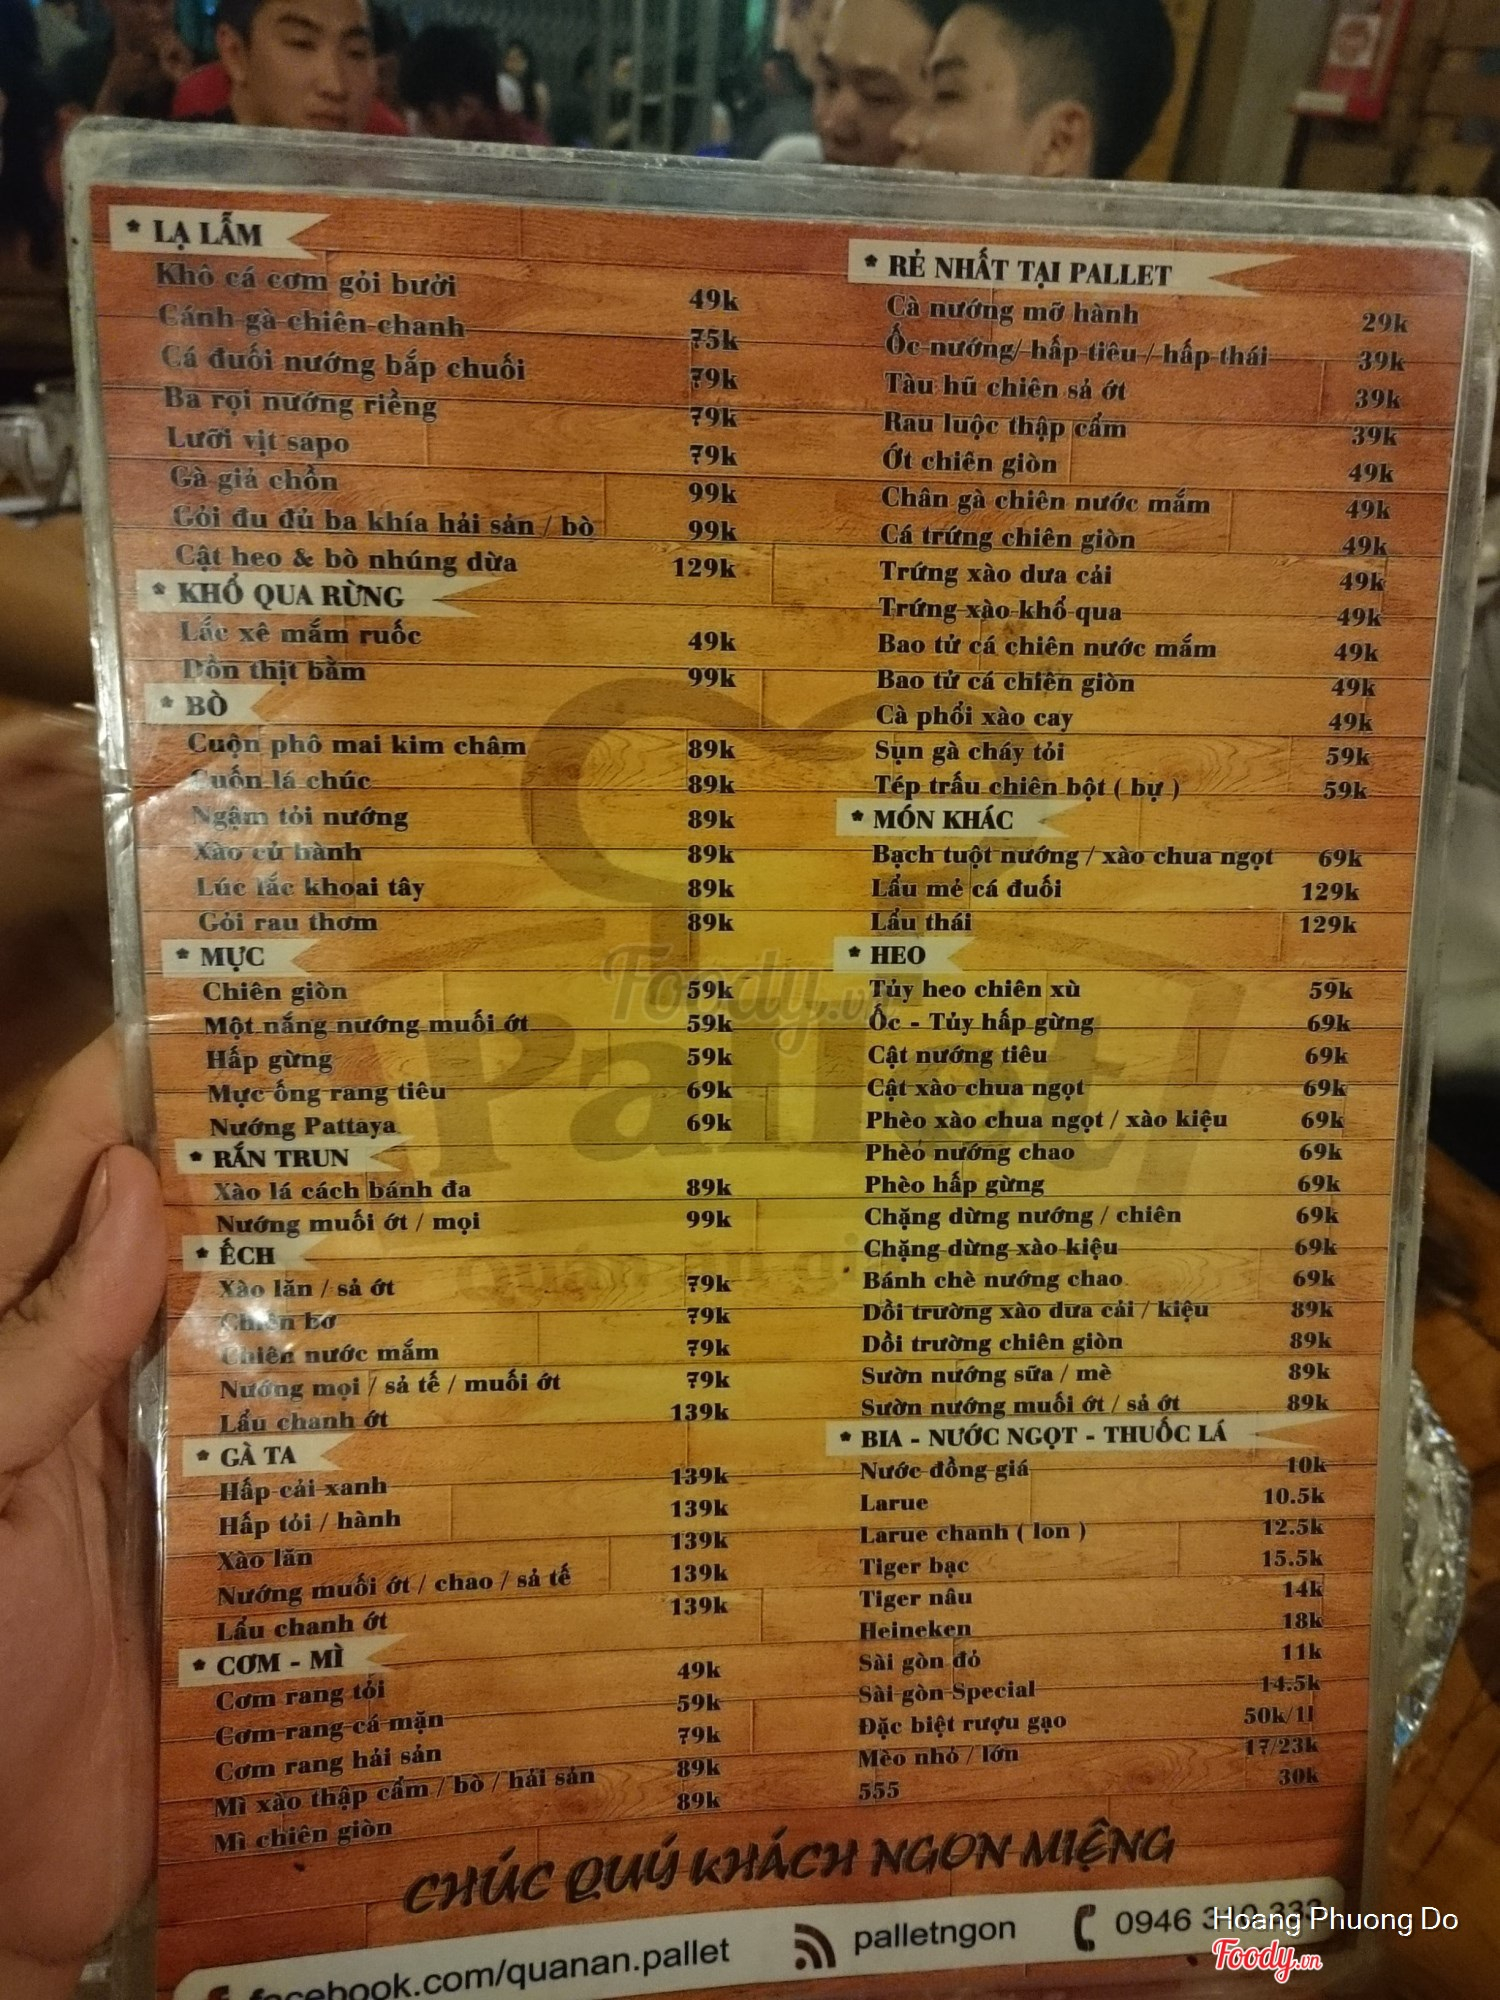 * LẠ LẪM
Khô cá cơm gỏi bưởi 49k
Cánh gà chiên chanh 75k
Cá đuối nướng bắp chuối 79k
Ba rọi nướng riềng 79k
Lưỡi vịt sapo 79k
Gà giả chồn 99k
Gỏi đu đủ ba khía hải sản / bò 99k
Cật heo & bò nhúng dừa 129k
* KHỔ QUA RỪNG
Lắc xê mắm ruốc 49k
Dồn thịt bằm 99k
* BÒ
Cuộn phô mai kim châm 89k
Cuốn lá chúc 89k
Ngậm tỏi nướng 89k
Xào củ hành 89k
Lúc lắc khoai tây 89k
Gỏi rau thơm 89k
* MỰC
Chiên giòn 59k
Một nắng nướng muối ớt 59k
Hấp gừng 59k
Mực ống rang tiêu 69k
Nướng Pattaya 69k
* RẮN TRUN
Xào lá cách bánh đa 89k
Nướng muối ớt / mọi 99k
* ẾCH
Xào lăn / sả ớt 79k
Chiên bơ 79k
Chiên nước mắm 79k
Nướng mọi / sả tế / muối ớt 79k
Lẩu chanh ớt 139k
* GÀ TA
Hấp cải xanh 139k
Hấp tỏi / hành 139k
Xào lăn 139k
Nướng muối ớt / chao / sả tế 139k
Lẩu chanh ớt 139k
* CƠM - MÌ
Cơm rang tỏi 49k
Cơm rang cá mặn 59k
Cơm rang hải sản 79k
Mì xào thập cẩm / bò / hải sản 89k
Mì chiên giòn 89k
* RẺ NHẤT TẠI PALLET
Cà nướng mỡ hành 29k
Ốc nướng/ hấp tiêu / hấp thái 39k
Tàu hũ chiên sả ớt 39k
Rau luộc thập cẩm 39k
Ớt chiên giòn 49k
Chân gà chiên nước mắm 49k
Cá trứng chiên giòn 49k
Trứng xào dưa cải 49k
Trứng xào khổ qua 49k
Bao tử cá chiên nước mắm 49k
Bao tử cá chiên giòn 49k
Cà phổi xào cay 49k
Sụn gà cháy tỏi 59k
Tép trấu chiên bột ( bự ) 59k
* MÓN KHÁC
Bạch tuột nướng / xào chua ngọt 69k
Lẩu mẻ cá đuối 129k
Lẩu thái 129k
* HEO
Tủy heo chiên xù 59k
Ốc - Tủy hấp gừng 69k
Cật nướng tiêu 69k
Cật xào chua ngọt 69k
Phèo xào chua ngọt / xào kiệu 69k
Phèo nướng chao 69k
Phèo hấp gừng 69k
Chặng dừng nướng / chiên 69k
Chặng dừng xào kiệu 69k
Bánh chè nướng chao 69k
Dồi trường xào dưa cải / kiệu 89k
Dồi trường chiên giòn 89k
Sườn nướng sữa / mè 89k
Sườn nướng muối ớt / sả ớt 89k
* BIA - NƯỚC NGỌT - THUỐC LÁ
Nước đồng giá 10k
Larue 10.5k
Larue chanh ( lon ) 12.5k
Tiger bạc 15.5k
Tiger nâu 14k
Heineken 18k
Sài gòn đỏ 11k
Sài gòn Special 14.5k
Đặc biệt rượu gạo 50k/1l
Mèo nhỏ / lớn 17/23k
555 30k
Pallet
Quán ăn
CHÚC QUÝ KHÁCH NGON MIỆNG
facebook.com/quanan.pallet palletngon 0946 340 333
Foody.vn
Hoang Phuong Do
Foody.vn